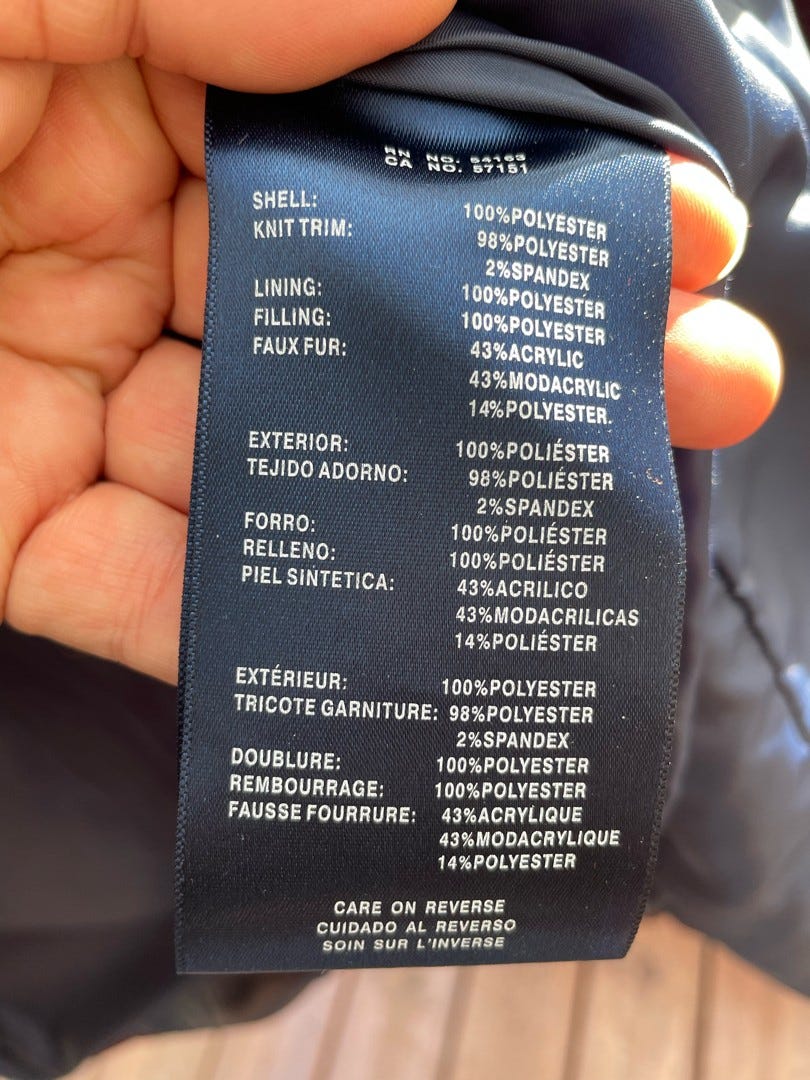 RN NO. 54163
CA NO. 57151
SHELL: 100%POLYESTER
KNIT TRIM: 98%POLYESTER
2%SPANDEX
LINING: 100%POLYESTER
FILLING: 100%POLYESTER
FAUX FUR: 43%ACRYLIC
43%MODACRYLIC
14%POLYESTER.
EXTERIOR: 100%POLIÉSTER
TEJIDO ADORNO: 98%POLIÉSTER
2%SPANDEX
FORRO: 100%POLIÉSTER
RELLENO: 100%POLIÉSTER
PIEL SINTETICA: 43%ACRILICO
43%MODACRILICAS
14%POLIÉSTER
EXTÉRIEUR: 100%POLYESTER
TRICOTE GARNITURE: 98%POLYESTER
2%SPANDEX
DOUBLURE: 100%POLYESTER
REMBOURRAGE: 100%POLYESTER
FAUSSE FOURRURE: 43%ACRYLIQUE
43%MODACRYLIQUE
14%POLYESTER
CARE ON REVERSE
CUIDADO AL REVERSO
SOIN SUR L'INVERSE